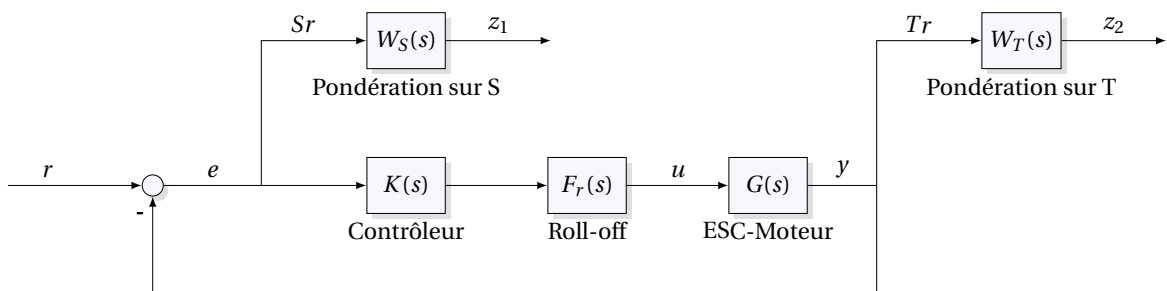 Sr
W_S(s)
z_1
Pondération sur S
Tr
W_T(s)
z_2
Pondération sur T
r
-
e
K(s)
Contrôleur
F_r(s)
Roll-off
u
G(s)
ESC-Moteur
y